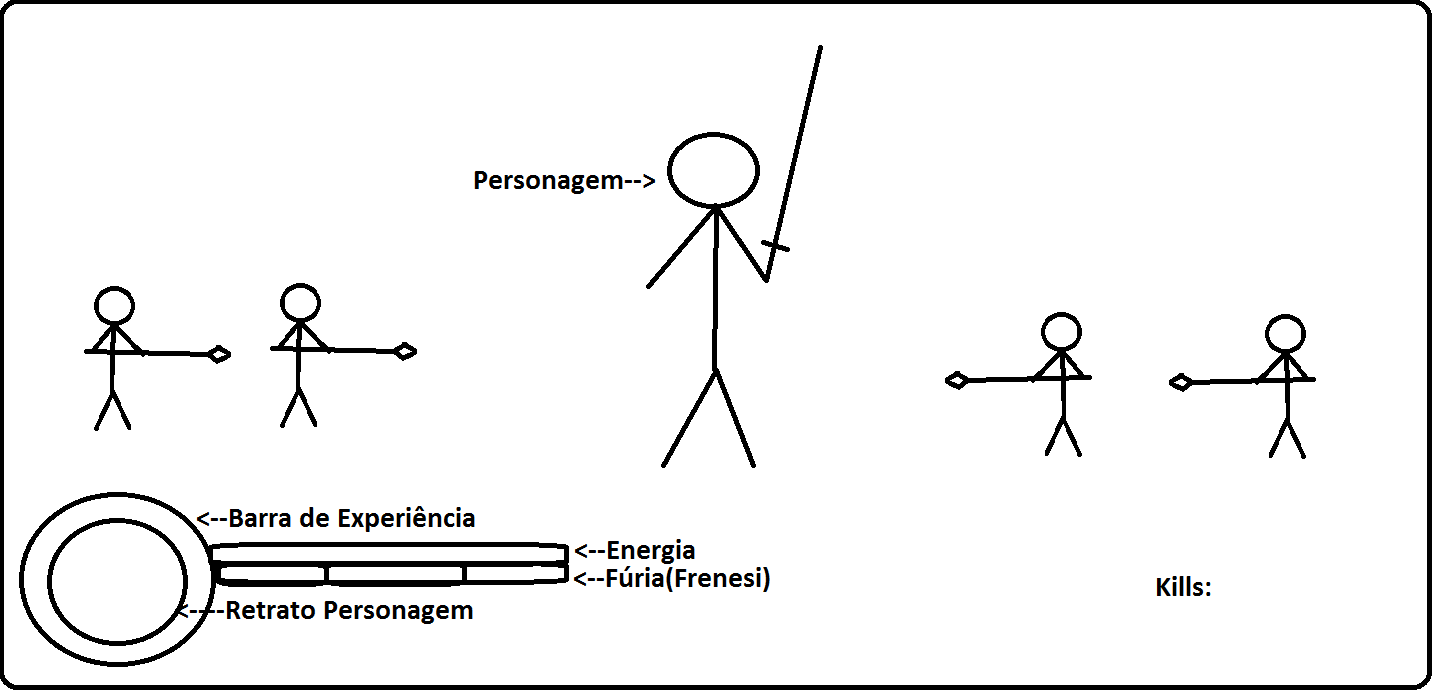 Personagem-->
<--Barra de Experiência
<--Energia
<--Fúria(Frenesi)
Kills:
<----Retrato Personagem